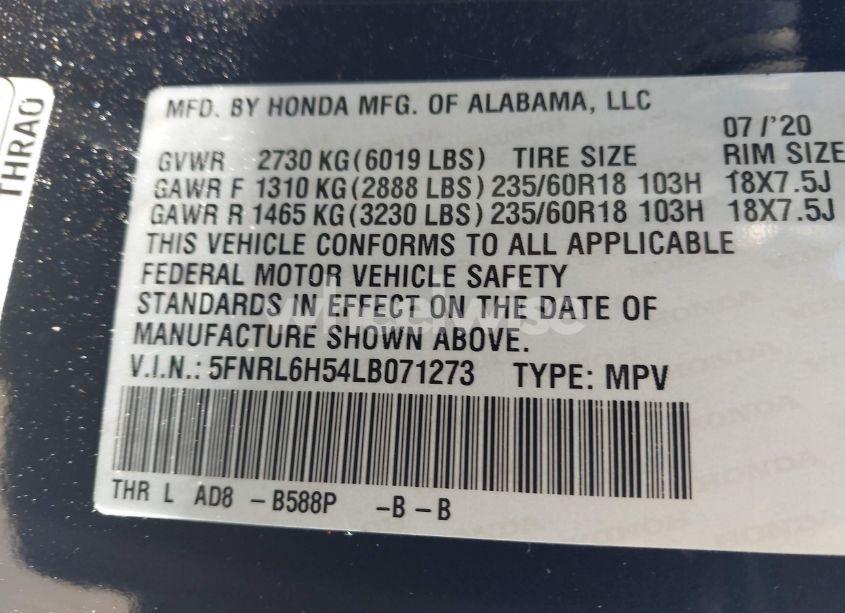 THRA0
MFD. BY HONDA MFG. OF ALABAMA, LLC
07/'20
GVWR 2730 KG (6019 LBS) TIRE SIZE RIM SIZE
GAWR F 1310 KG (2888 LBS) 235/60R18 103H 18X7.5J
GAWR R 1465 KG (3230 LBS) 235/60R18 103H 18X7.5J
THIS VEHICLE CONFORMS TO ALL APPLICABLE
FEDERAL MOTOR VEHICLE SAFETY
STANDARDS IN EFFECT ON THE DATE OF
MANUFACTURE SHOWN ABOVE.
V.I.N.: 5FNRL6H54LB071273 TYPE: MPV
THR L AD8 - B588P - B - B
wheelwise